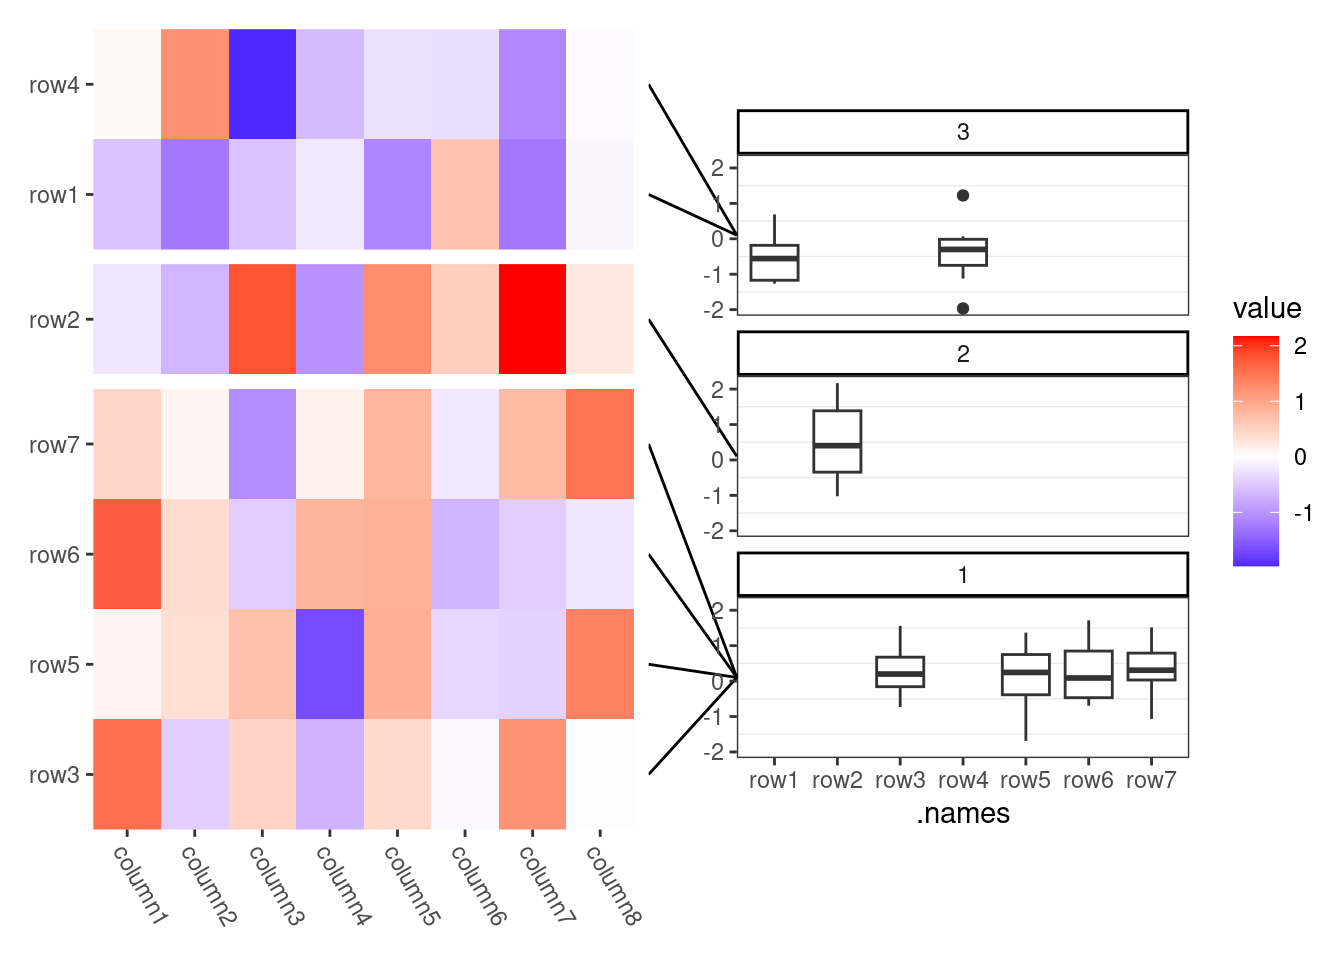 row4
row1
row2
row7
row6
row5
row3
column1
column2
column3
column4
column5
column6
column7
column8
3
2
1
0
-1
-2
2
2
1
0
-1
-2
1
2
1
0
-1
-2
row1 row2 row3 row4 row5 row6 row7
.names
value
2
1
0
-1